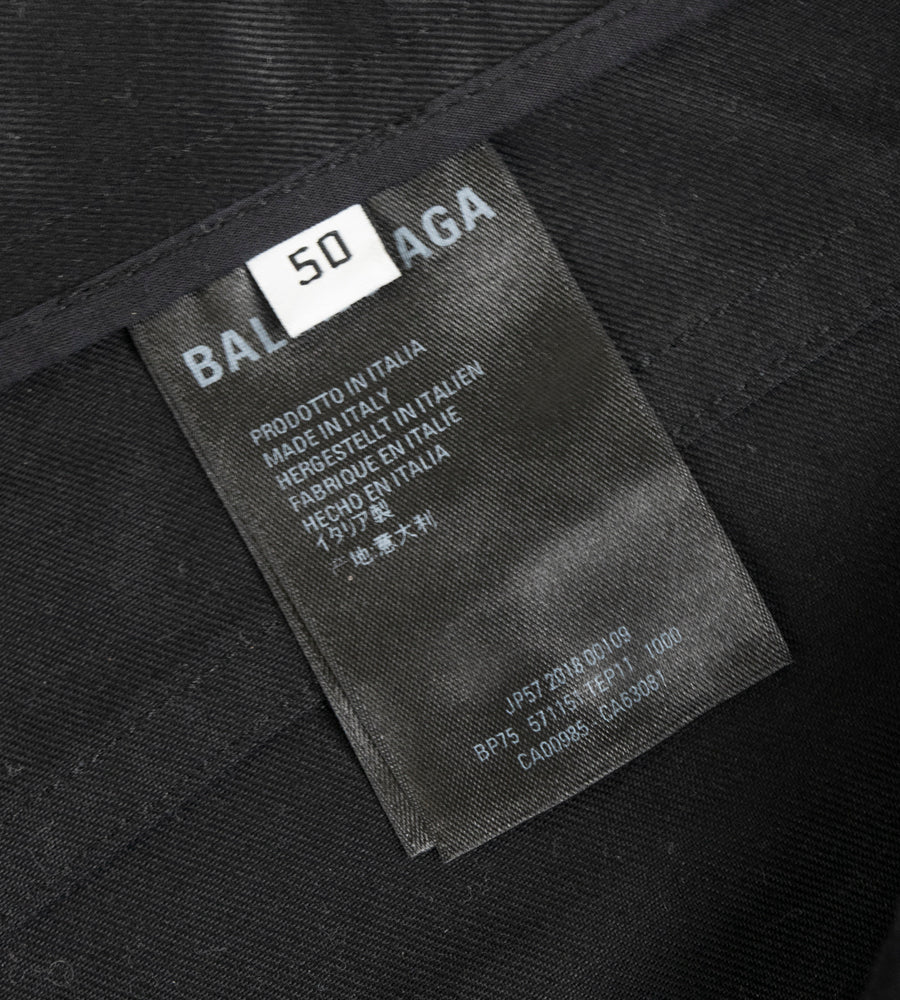 50
BAL AGA
PRODOTTO IN ITALIA
MADE IN ITALY
HERGESTELLT IN ITALIEN
FABRIQUE EN ITALIE
HECHO EN ITALIA
イタリア製
产地:意大利
JP57 2018 00109
BP75 571151 TEP11 1000
CA00985 CA63081